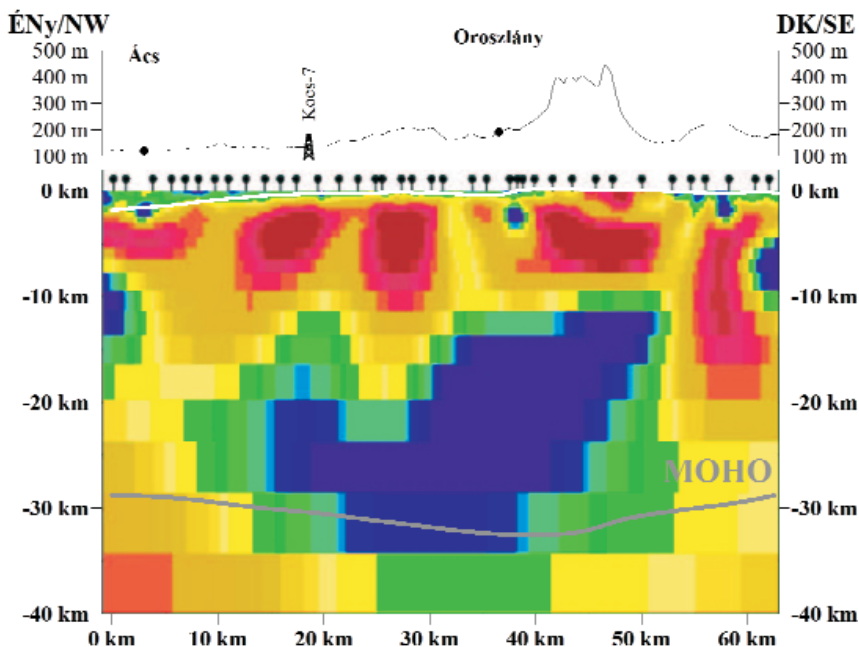 ÉNy/NW
DK/SE
Oroszlány
Ács
Kocs-7
500 m
400 m
300 m
200 m
100 m
500 m
400 m
300 m
200 m
100 m
0 km
-10 km
-20 km
-30 km
-40 km
0 km
-10 km
-20 km
-30 km
-40 km
MOHO
0 km 10 km 20 km 30 km 40 km 50 km 60 km